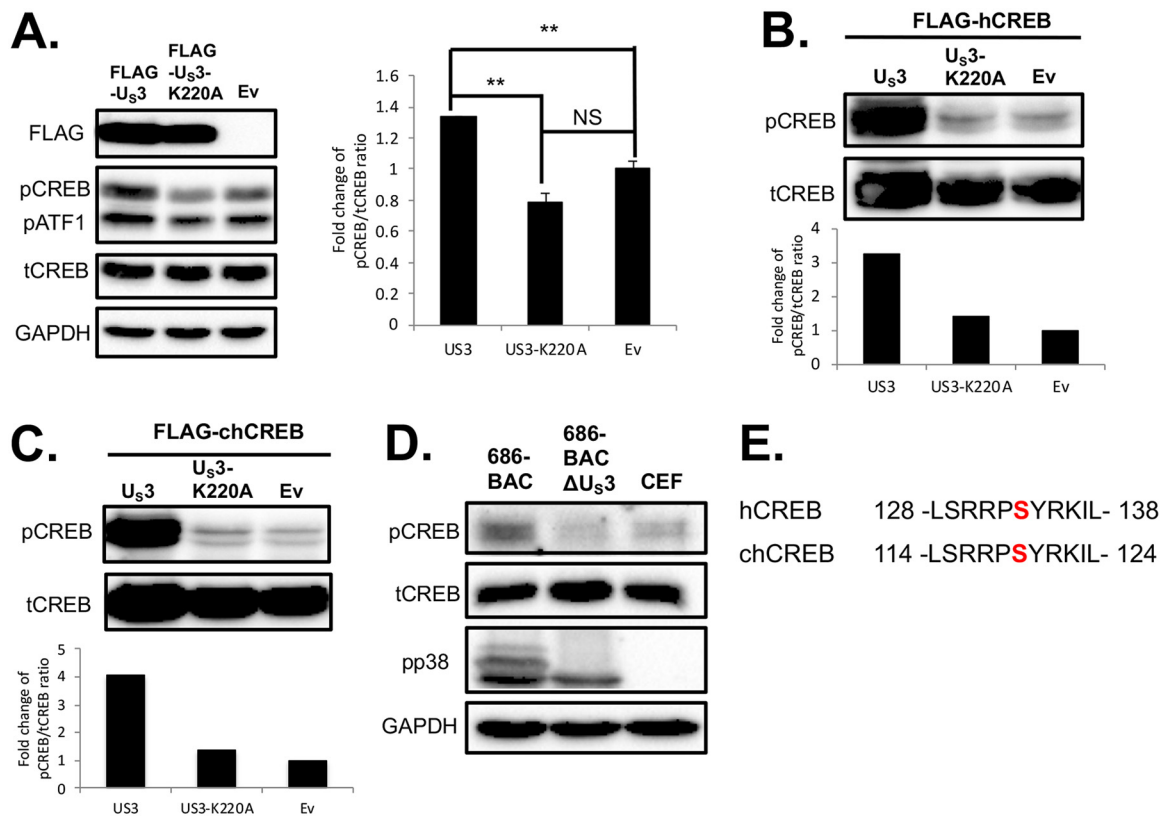 A.
FLAG
-US3
FLAG
-US3-
K220A
Ev
FLAG
pCREB
pATF1
tCREB
GAPDH
**
**
NS
Fold change of
pCREB/tCREB ratio
1.6
1.4
1.2
1
0.8
0.6
0.4
0.2
0
US3
US3-K220A
Ev
B.
FLAG-hCREB
US3
US3-
K220A
Ev
pCREB
tCREB
Fold change of
pCREB/tCREB ratio
4
3
2
1
0
US3
US3-K220A
Ev
C.
FLAG-chCREB
US3
US3-
K220A
Ev
pCREB
tCREB
Fold change of
pCREB/tCREB ratio
5
4
3
2
1
0
US3
US3-K220A
Ev
D.
686-
BAC
686-
BAC
ΔUS3
CEF
pCREB
tCREB
pp38
GAPDH
E.
hCREB 128 -LSRRPSYRKIL- 138
chCREB 114 -LSRRPSYRKIL- 124